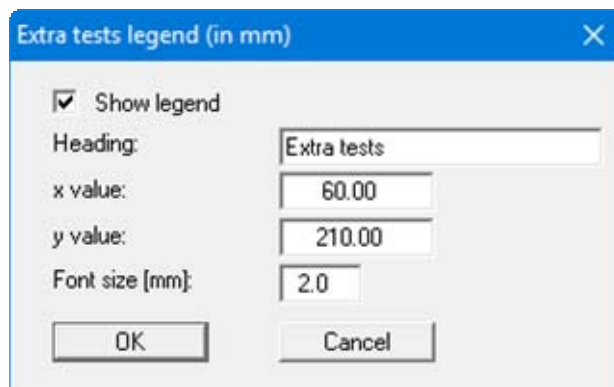 Extra tests legend (in mm)
Show legend
Heading: Extra tests
x value: 60.00
y value: 210.00
Font size [mm]: 2.0
OK Cancel